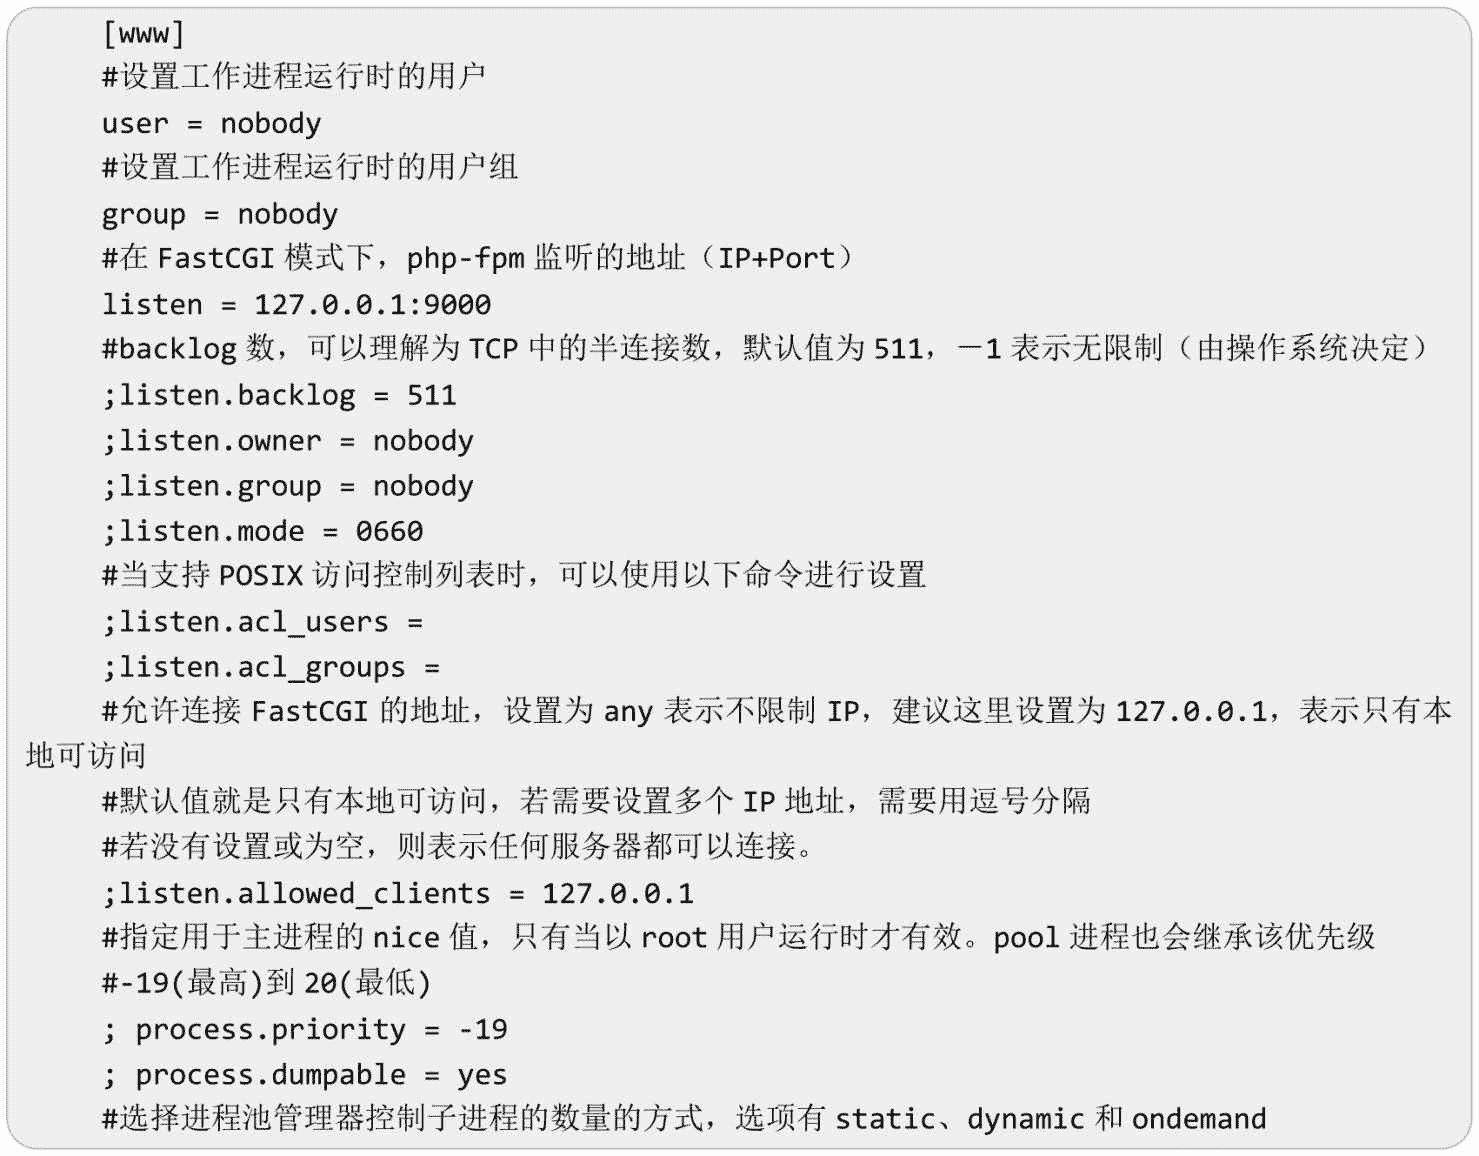 [www]
#设置工作进程运行时的用户
user = nobody
#设置工作进程运行时的用户组
group = nobody
#在 FastCGI 模式下，php-fpm 监听的地址（IP+Port）
listen = 127.0.0.1:9000
#backlog 数，可以理解为 TCP 中的半连接数，默认值为 511，－1 表示无限制（由操作系统决定）
;listen.backlog = 511
;listen.owner = nobody
;listen.group = nobody
;listen.mode = 0660
#当支持 POSIX 访问控制列表时，可以使用以下命令进行设置
;listen.acl_users =
;listen.acl_groups =
#允许连接 FastCGI 的地址，设置为 any 表示不限制 IP，建议这里设置为 127.0.0.1，表示只有本
地可访问
#默认值就是只有本地可访问，若需要设置多个 IP 地址，需要用逗号分隔
#若没有设置或为空，则表示任何服务器都可以连接。
;listen.allowed_clients = 127.0.0.1
#指定用于主进程的 nice 值，只有当以 root 用户运行时才有效。pool 进程也会继承该优先级
#-19(最高)到 20(最低)
; process.priority = -19
; process.dumpable = yes
#选择进程池管理器控制子进程的数量的方式，选项有 static、dynamic 和 ondemand